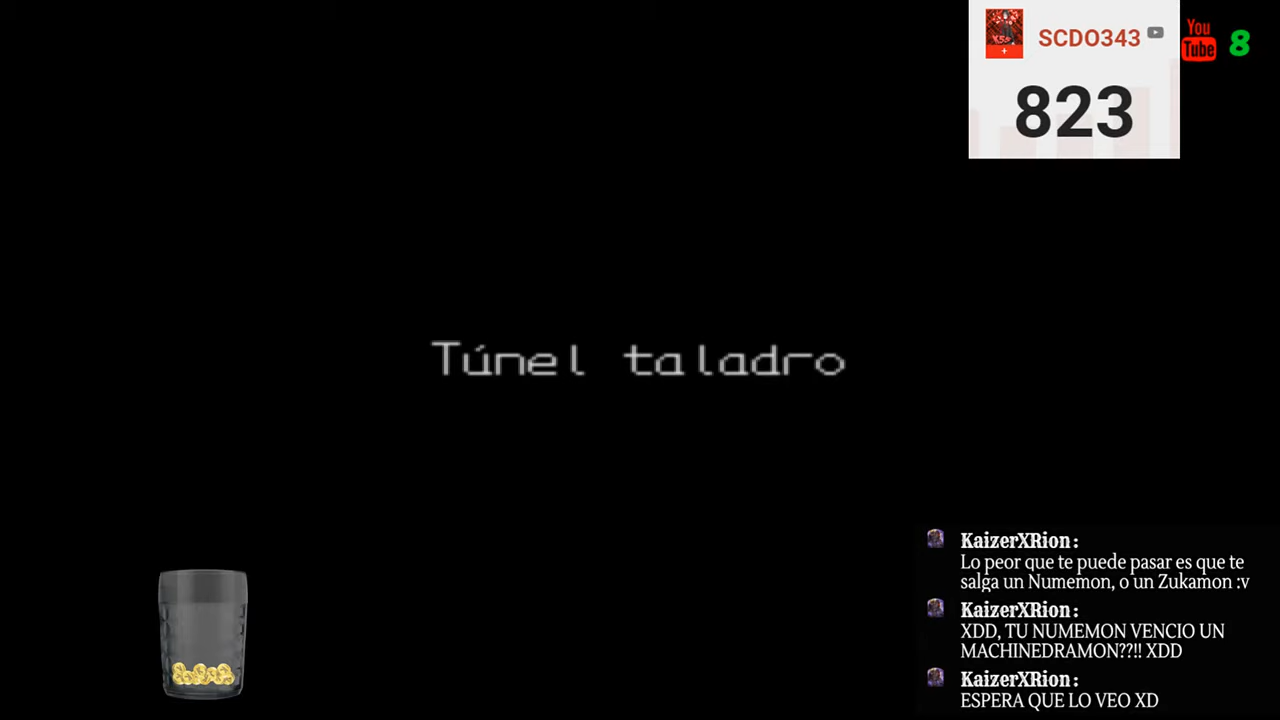 SCDO343
You
Tube
8
823
Túnel taladro
KaizerXRion:
Lo peor que te puede pasar es que te
salga un Numemon, o un Zukamon :v
KaizerXRion:
XDD, TU NUMEMON VENCIO UN
MACHINEDRAMON??!! XDD
KaizerXRion:
ESPERA QUE LO VEO XD